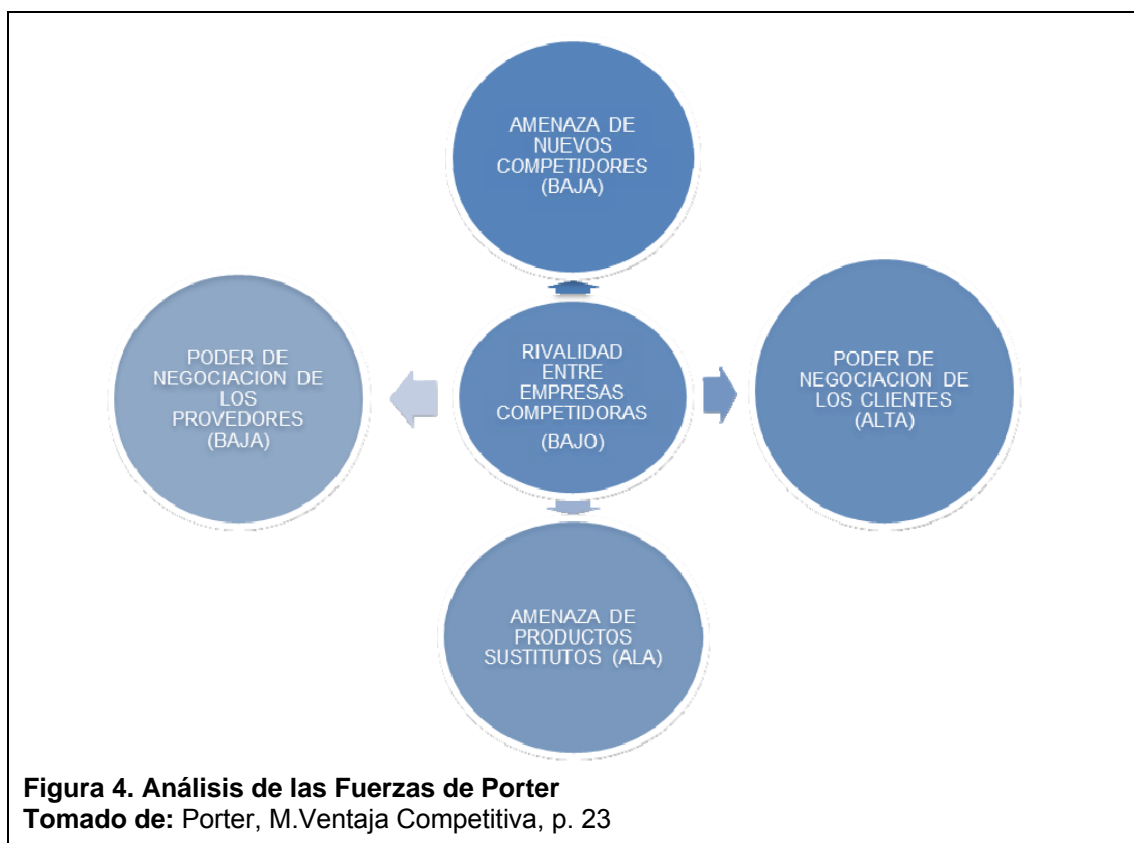 AMENAZA DE
NUEVOS
COMPETIDORES
(BAJA)
PODER DE
NEGOCIACION DE
LOS
PROVEDORES
(BAJA)
RIVALIDAD
ENTRE
EMPRESAS
COMPETIDORAS
(BAJO)
PODER DE
NEGOCIACION DE
LOS CLIENTES
(ALTA)
AMENAZA DE
PRODUCTOS
SUSTITUTOS (ALA)
Figura 4. Análisis de las Fuerzas de Porter
Tomado de: Porter, M.Ventaja Competitiva, p. 23